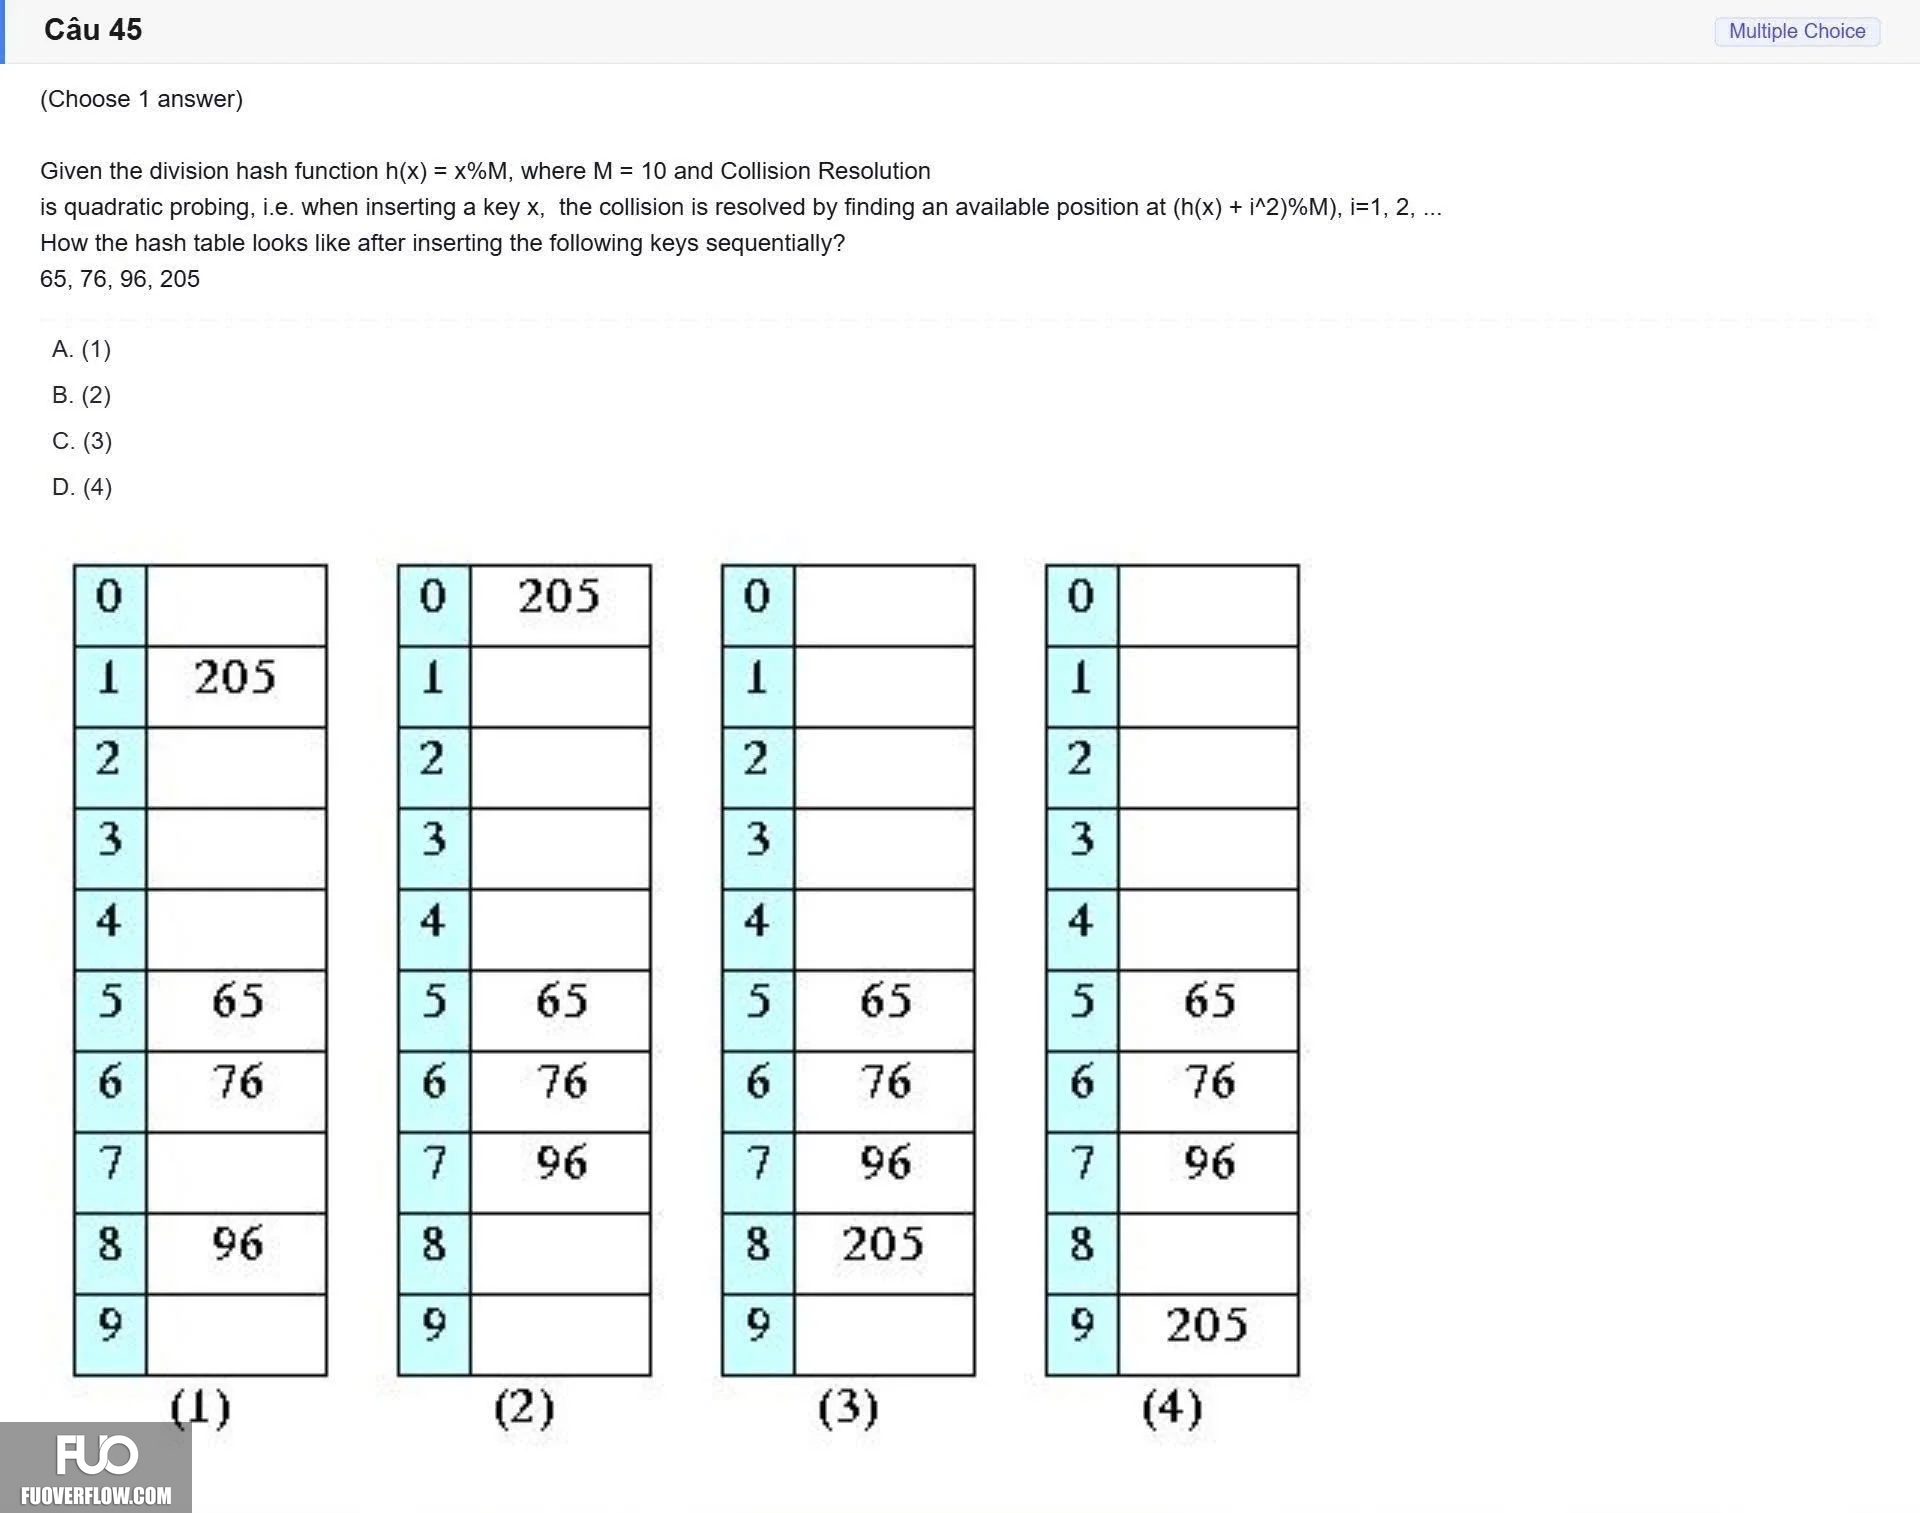 Câu 45
Multiple Choice
(Choose 1 answer)
Given the division hash function h(x) = x%M, where M = 10 and Collision Resolution
is quadratic probing, i.e. when inserting a key x,  the collision is resolved by finding an available position at (h(x) + i^2)%M), i=1, 2, ...
How the hash table looks like after inserting the following keys sequentially?
65, 76, 96, 205
A. (1)
B. (2)
C. (3)
D. (4)
0 0 205 0 0
1 205 1 1 1
2 2 2 2
3 3 3 3
4 4 4 4
5 65 5 65 5 65 5 65
6 76 6 76 6 76 6 76
7 7 96 7 96 7 96
8 96 8 8 205 8
9 9 9 9 205
(1) (2) (3) (4)
FUO
FUOVERFLOW.COM